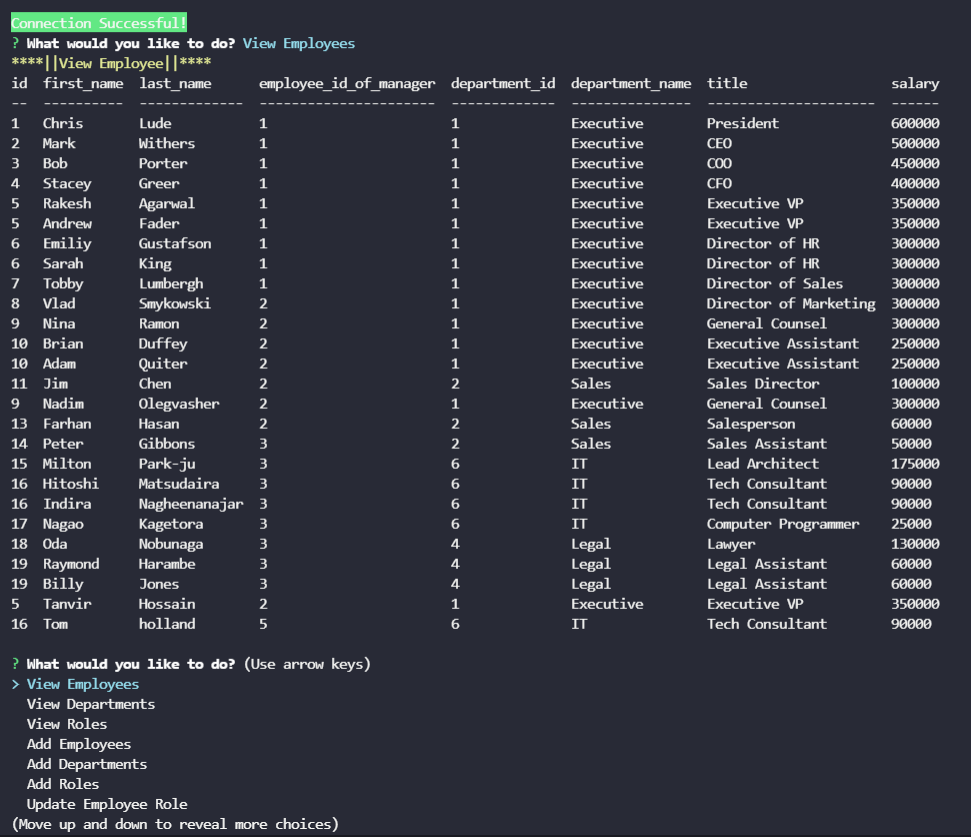 Connection Successful!
? What would you like to do? View Employees
****||View Employee||****
id  first_name  last_name     employee_id_of_manager  department_id  department_name  title                  salary
--  ----------  -------------  ----------------------  -------------  ---------------  ---------------------  ------
1   Chris       Lude           1                       1              Executive        President              600000
2   Mark        Withers        1                       1              Executive        CEO                    500000
3   Bob         Porter         1                       1              Executive        COO                    450000
4   Stacey      Greer          1                       1              Executive        CFO                    400000
5   Rakesh      Agarwal        1                       1              Executive        Executive VP           350000
5   Andrew      Fader          1                       1              Executive        Executive VP           350000
6   Emiliy      Gustafson      1                       1              Executive        Director of HR         300000
6   Sarah       King           1                       1              Executive        Director of HR         300000
7   Tobby       Lumbergh       1                       1              Executive        Director of Sales      300000
8   Vlad        Smykowski      2                       1              Executive        Director of Marketing  300000
9   Nina        Ramon          2                       1              Executive        General Counsel        300000
10  Brian       Duffey         2                       1              Executive        Executive Assistant    250000
10  Adam        Quiter         2                       1              Executive        Executive Assistant    250000
11  Jim         Chen           2                       2              Sales            Sales Director         100000
9   Nadim       Olegvasher     2                       1              Executive        General Counsel        300000
13  Farhan      Hasan          2                       2              Sales            Salesperson            60000
14  Peter       Gibbons        3                       2              Sales            Sales Assistant        50000
15  Milton      Park-ju        3                       6              IT               Lead Architect         175000
16  Hitoshi     Matsudaira     3                       6              IT               Tech Consultant        90000
16  Indira      Nagheenanajar  3                       6              IT               Tech Consultant        90000
17  Nagao       Kagetora       3                       6              IT               Computer Programmer    25000
18  Oda         Nobunaga       3                       4              Legal            Lawyer                 130000
19  Raymond     Harambe        3                       4              Legal            Legal Assistant        60000
19  Billy       Jones          3                       4              Legal            Legal Assistant        60000
5   Tanvir      Hossain        2                       1              Executive        Executive VP           350000
16  Tom         holland        5                       6              IT               Tech Consultant        90000
? What would you like to do? (Use arrow keys)
> View Employees
View Departments
View Roles
Add Employees
Add Departments
Add Roles
Update Employee Role
(Move up and down to reveal more choices)